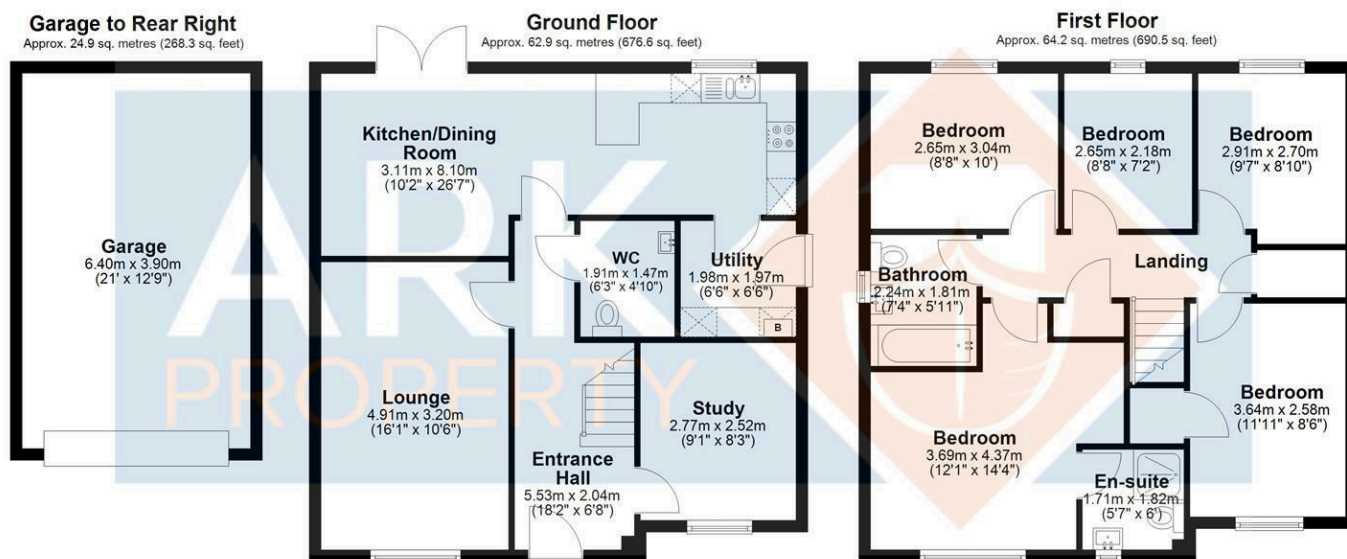 Garage to Rear Right
Approx. 24.9 sq. metres (268.3 sq. feet)
Garage
6.40m x 3.90m
(21' x 12'9")
Ground Floor
Approx. 62.9 sq. metres (676.6 sq. feet)
Kitchen/Dining
Room
3.11m x 8.10m
(10'2" x 26'7")
WC
1.91m x 1.47m
(6'3" x 4'10")
Utility
1.98m x 1.97m
(6'6" x 6'6")
B
Lounge
4.91m x 3.20m
(16'1" x 10'6")
Study
2.77m x 2.52m
(9'1" x 8'3")
Entrance
Hall
5.53m x 2.04m
(18'2" x 6'8")
First Floor
Approx. 64.2 sq. metres (690.5 sq. feet)
Bedroom
2.65m x 3.04m
(8'8" x 10')
Bedroom
2.65m x 2.18m
(8'8" x 7'2")
Bedroom
2.91m x 2.70m
(9'7" x 8'10")
Bathroom
2.24m x 1.81m
(7'4" x 5'11")
Landing
Bedroom
3.64m x 2.58m
(11'11" x 8'6")
Bedroom
3.69m x 4.37m
(12'1" x 14'4")
En-suite
1.71m x 1.82m
(5'7" x 6')
ARK
PROPERTY